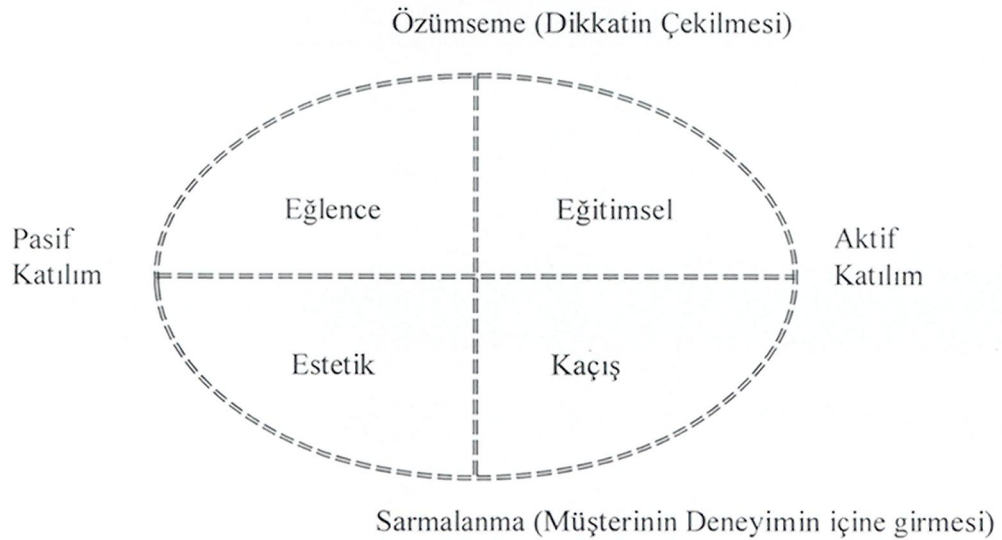 Özümseme (Dikkatin Çekilmesi)
Eğlence
Eğitimsel
Pasif
Katılım
Aktif
Katılım
Estetik
Kaçış
Sarmalanma (Müşterinin Deneyimin içine girmesi)